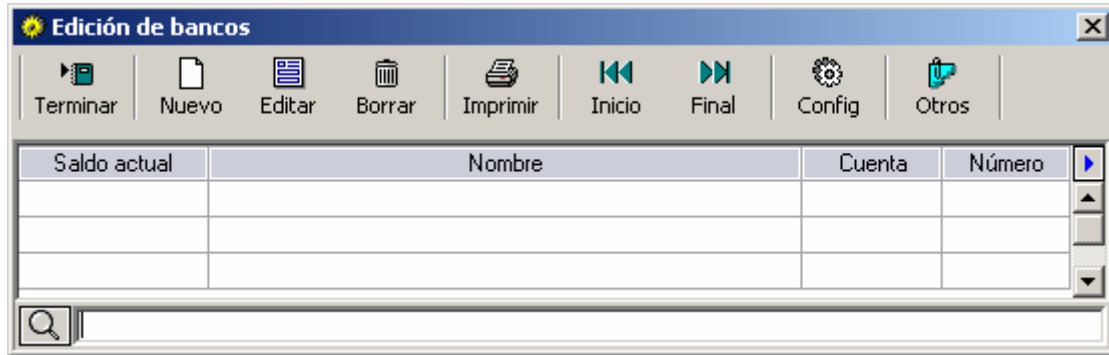 Edición de bancos
Terminar Nuevo Editar Borrar Imprimir Inicio Final Config Otros
Saldo actual Nombre Cuenta Número